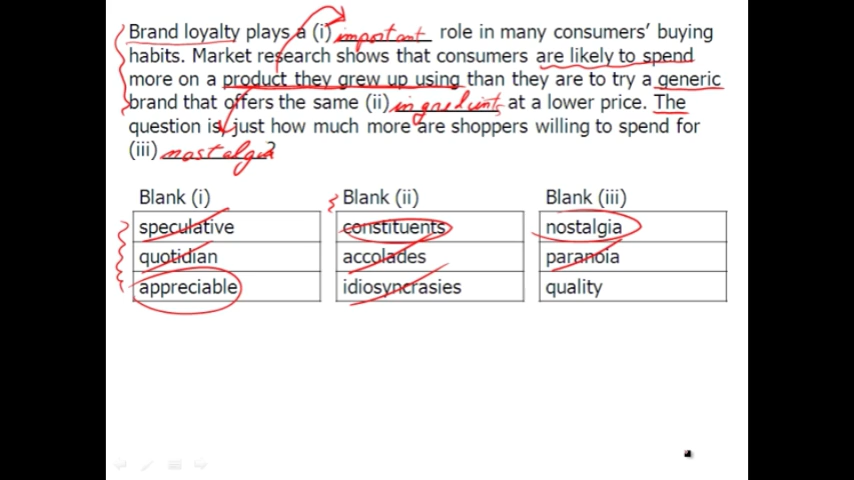 Brand loyalty plays a (i) important role in many consumers' buying
habits. Market research shows that consumers are likely to spend
more on a product they grew up using than they are to try a generic
brand that offers the same (ii) ingredients at a lower price. The
question is just how much more are shoppers willing to spend for
(iii) nostalgia?
Blank (i) Blank (ii) Blank (iii)
speculative constituents nostalgia
quotidian accolades paranoia
appreciable idiosyncrasies quality